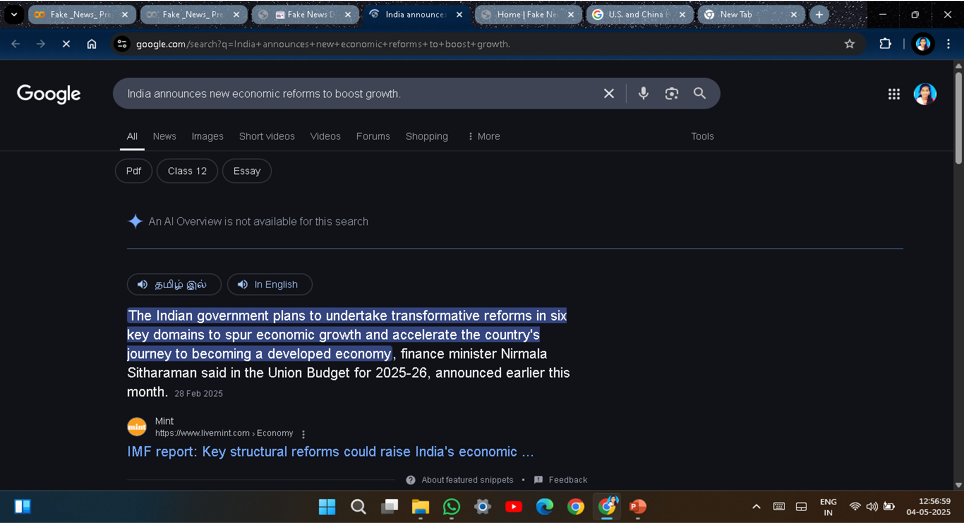 Fake _News_ Pre
Fake _News_ Pre
Fake News D
India announce
Home | Fake Ne
U.S. and China
New Tab
google.com/search?q=India+announces+new+economic+reforms+to+boost+growth.
Google
India announces new economic reforms to boost growth.
All News Images Short videos Videos Forums Shopping More Tools
Pdf Class 12 Essay
An AI Overview is not available for this search
தமிழ் இல் In English
The Indian government plans to undertake transformative reforms in six
key domains to spur economic growth and accelerate the country's
journey to becoming a developed economy, finance minister Nirmala
Sitharaman said in the Union Budget for 2025-26, announced earlier this
month. 28 Feb 2025
mint
Mint
https://www.livemint.com › Economy
IMF report: Key structural reforms could raise India's economic ...
About featured snippets • Feedback
ENG
IN
12:56:59
04-05-2025